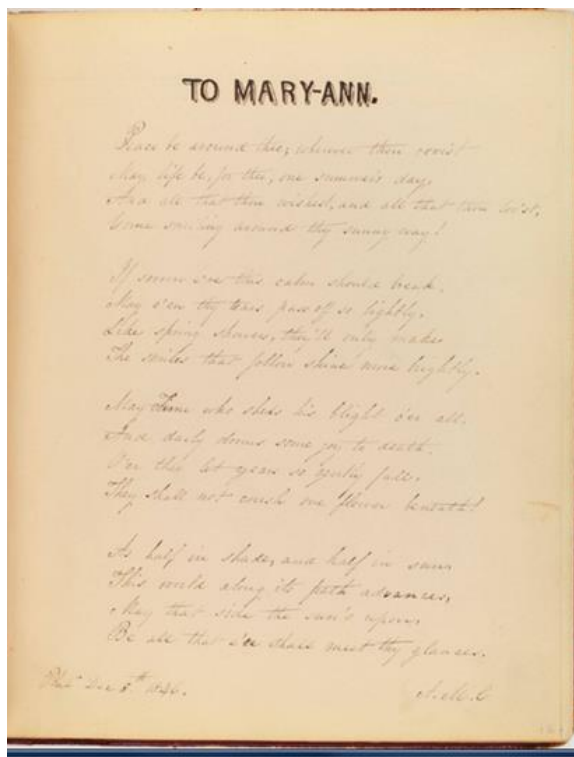 TO MARY-ANN.
Peace be around thee, wherever thou rovest
May life be, for thee, one summer's day,
And all that thou wishest, and all that thou lov'st,
Come smiling around thy sunny way!
If sorrow e'er this calm should break,
May e'en thy tears pass off so lightly,
Like spring showers, they'll only make
The smiles that follow shine more brightly.
May Time who sheds his blight o'er all,
And daily dooms some joy to death
O'er thee let years so gently fall,
They shall not crush one flower beneath!
As half in shade, and half in sun,
This world along its path advances,
May that side the sun's upon,
Be all that e'er shall meet thy glances.
Dec 5th 1846.